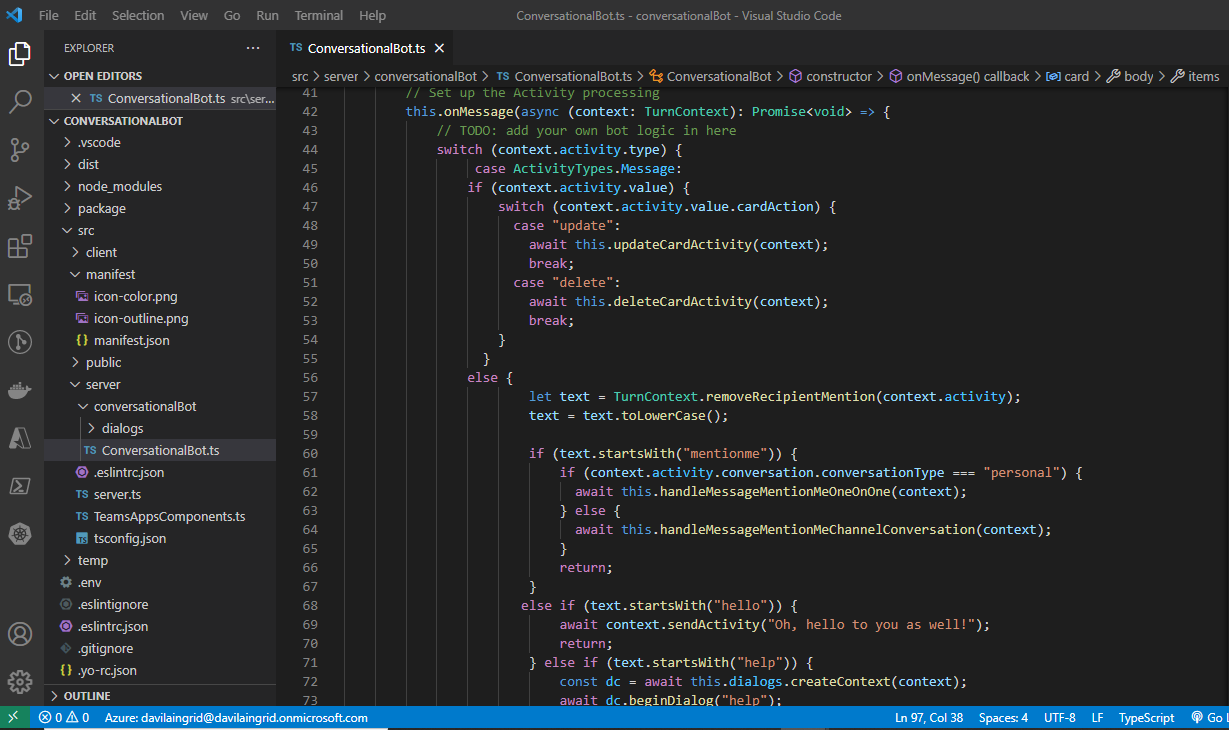 File Edit Selection View Go Run Terminal Help ConversationalBot.ts - conversationalBot - Visual Studio Code
EXPLORER ···
OPEN EDITORS
TS ConversationalBot.ts src\ser...
CONVERSATIONALBOT
.vscode
dist
node_modules
package
src
client
manifest
icon-color.png
icon-outline.png
{} manifest.json
public
server
conversationalBot
dialogs
TS ConversationalBot.ts
.eslintrc.json
TS server.ts
TS TeamsAppsComponents.ts
TS tsconfig.json
temp
.env
.eslintignore
.eslintrc.json
.gitignore
{} .yo-rc.json
OUTLINE
TS ConversationalBot.ts
src > server > conversationalBot > TS ConversationalBot.ts > ConversationalBot > constructor > onMessage() callback > card > body > items
41 // Set up the Activity processing
42 this.onMessage(async (context: TurnContext): Promise<void> => {
43 // TODO: add your own bot logic in here
44 switch (context.activity.type) {
45 case ActivityTypes.Message:
46 if (context.activity.value) {
47 switch (context.activity.value.cardAction) {
48 case "update":
49 await this.updateCardActivity(context);
50 break;
51 case "delete":
52 await this.deleteCardActivity(context);
53 break;
54 }
55 }
56 else {
57 let text = TurnContext.removeRecipientMention(context.activity);
58 text = text.toLowerCase();
59
60 if (text.startsWith("mentionme")) {
61 if (context.activity.conversation.conversationType === "personal") {
62 await this.handleMessageMentionMeOneOnOne(context);
63 } else {
64 await this.handleMessageMentionMeChannelConversation(context);
65 }
66 return;
67 }
68 else if (text.startsWith("hello")) {
69 await context.sendActivity("Oh, hello to you as well!");
70 return;
71 } else if (text.startsWith("help")) {
72 const dc = await this.dialogs.createContext(context);
73 await dc.beginDialog("help");
0 0 Azure: davilaingrid@davilaingrid.onmicrosoft.com Ln 97, Col 38 Spaces: 4 UTF-8 LF TypeScript Go